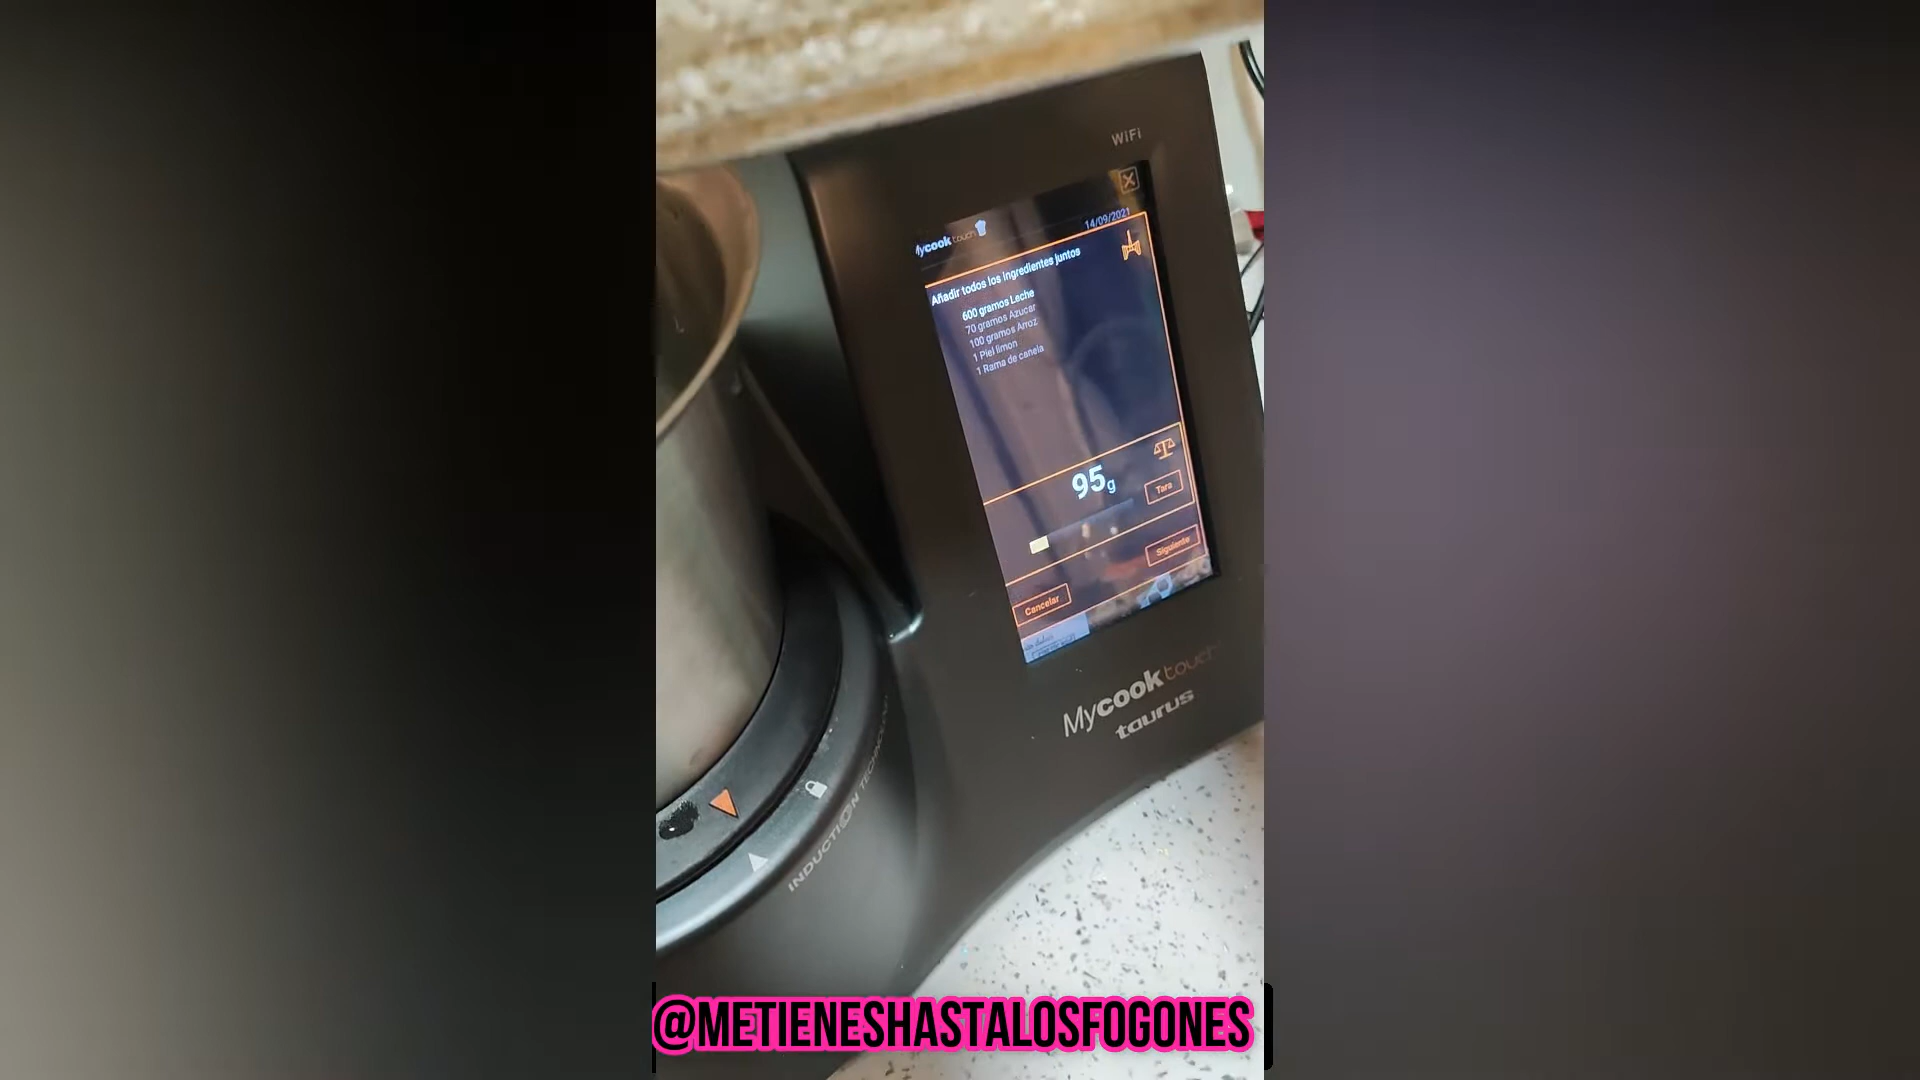 WiFi
Mycook touch
14/09/2021
Añadir todos los ingredientes juntos
600 gramos Leche
70 gramos Azucar
100 gramos Arroz
1 Piel limon
1 Rama de canela
95g
Tara
Siguiente
Cancelar
Mycook touch
taurus
INDUCTION TECHNOLOGY
@METIENESHASTALOSFOGONES